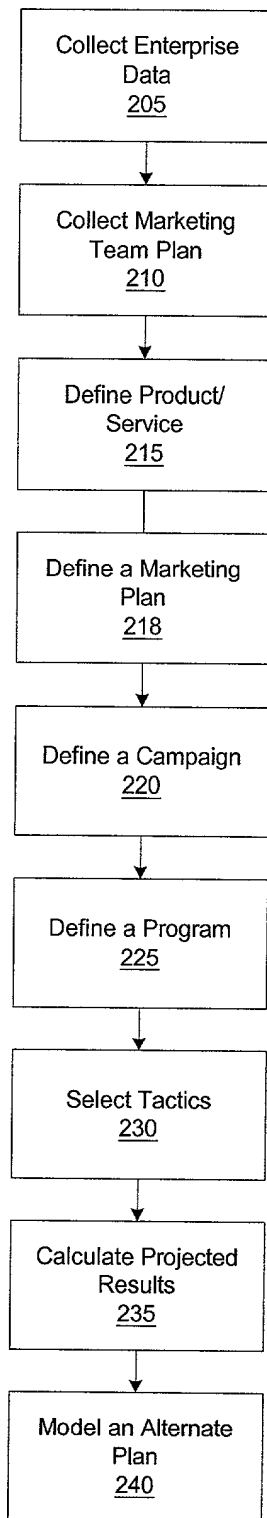 Collect Enterprise
Data
205
Collect Marketing
Team Plan
210
Define Product/
Service
215
Define a Marketing
Plan
218
Define a Campaign
220
Define a Program
225
Select Tactics
230
Calculate Projected
Results
235
Model an Alternate
Plan
240